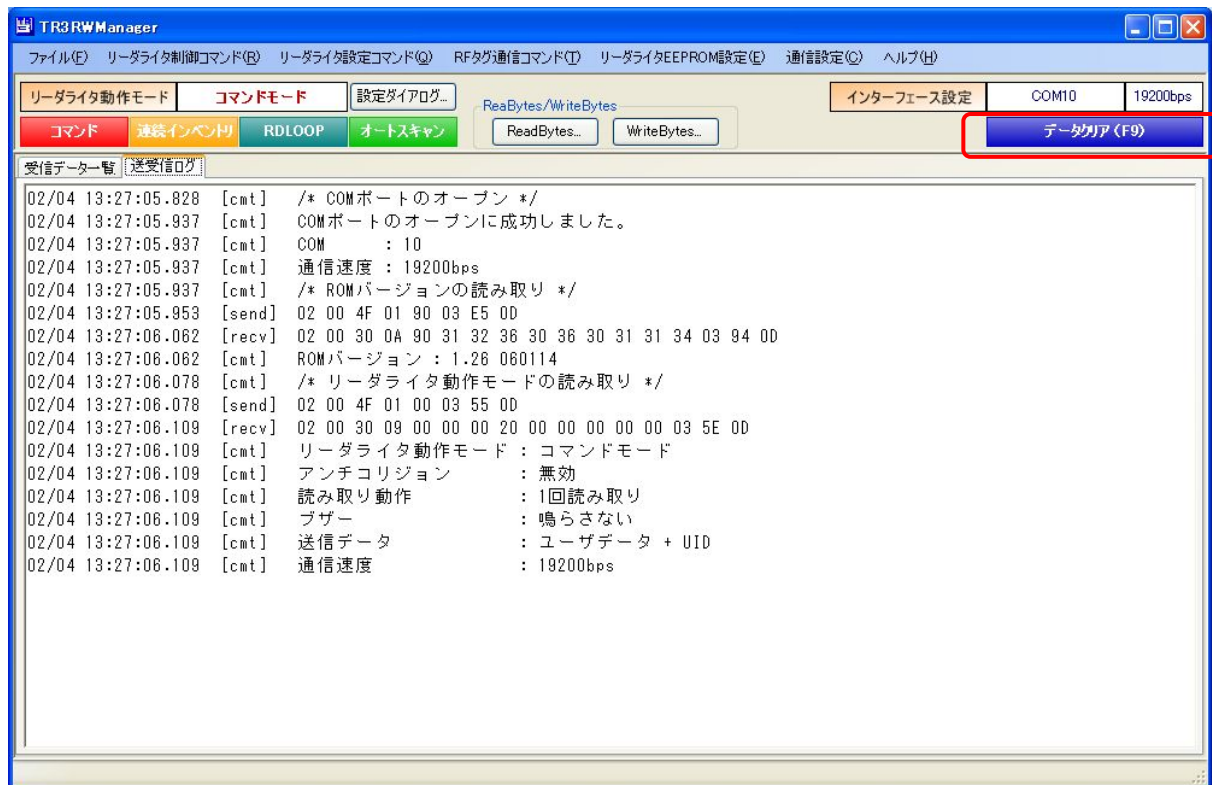 TR3RWManager
ファイル(F) リーダライタ制御コマンド(R) リーダライタ設定コマンド(Q) RFタグ通信コマンド(T) リーダライタEEPROM設定(E) 通信設定(C) ヘルプ(H)
リーダライタ動作モード コマンドモード 設定ダイアログ... ReaBytes/WriteBytes インターフェース設定 COM10 19200bps
コマンド 連続インベントリ RDLOOP オートスキャン ReadBytes... WriteBytes... データクリア(F9)
受信データ一覧 送受信ログ
02/04 13:27:05.828 [cmt] /* COMポートのオープン */
02/04 13:27:05.937 [cmt] COMポートのオープンに成功しました。
02/04 13:27:05.937 [cmt] COM : 10
02/04 13:27:05.937 [cmt] 通信速度 : 19200bps
02/04 13:27:05.937 [cmt] /* ROMバージョンの読み取り */
02/04 13:27:05.953 [send] 02 00 4F 01 90 03 E5 0D
02/04 13:27:06.062 [recv] 02 00 30 0A 90 31 32 36 30 36 30 31 31 34 03 94 0D
02/04 13:27:06.062 [cmt] ROMバージョン : 1.26 060114
02/04 13:27:06.078 [cmt] /* リーダライタ動作モードの読み取り */
02/04 13:27:06.078 [send] 02 00 4F 01 00 03 55 0D
02/04 13:27:06.109 [recv] 02 00 30 09 00 00 00 20 00 00 00 00 00 03 5E 0D
02/04 13:27:06.109 [cmt] リーダライタ動作モード : コマンドモード
02/04 13:27:06.109 [cmt] アンチコリジョン : 無効
02/04 13:27:06.109 [cmt] 読み取り動作 : 1回読み取り
02/04 13:27:06.109 [cmt] ブザー : 鳴らさない
02/04 13:27:06.109 [cmt] 送信データ : ユーザデータ + UID
02/04 13:27:06.109 [cmt] 通信速度 : 19200bps